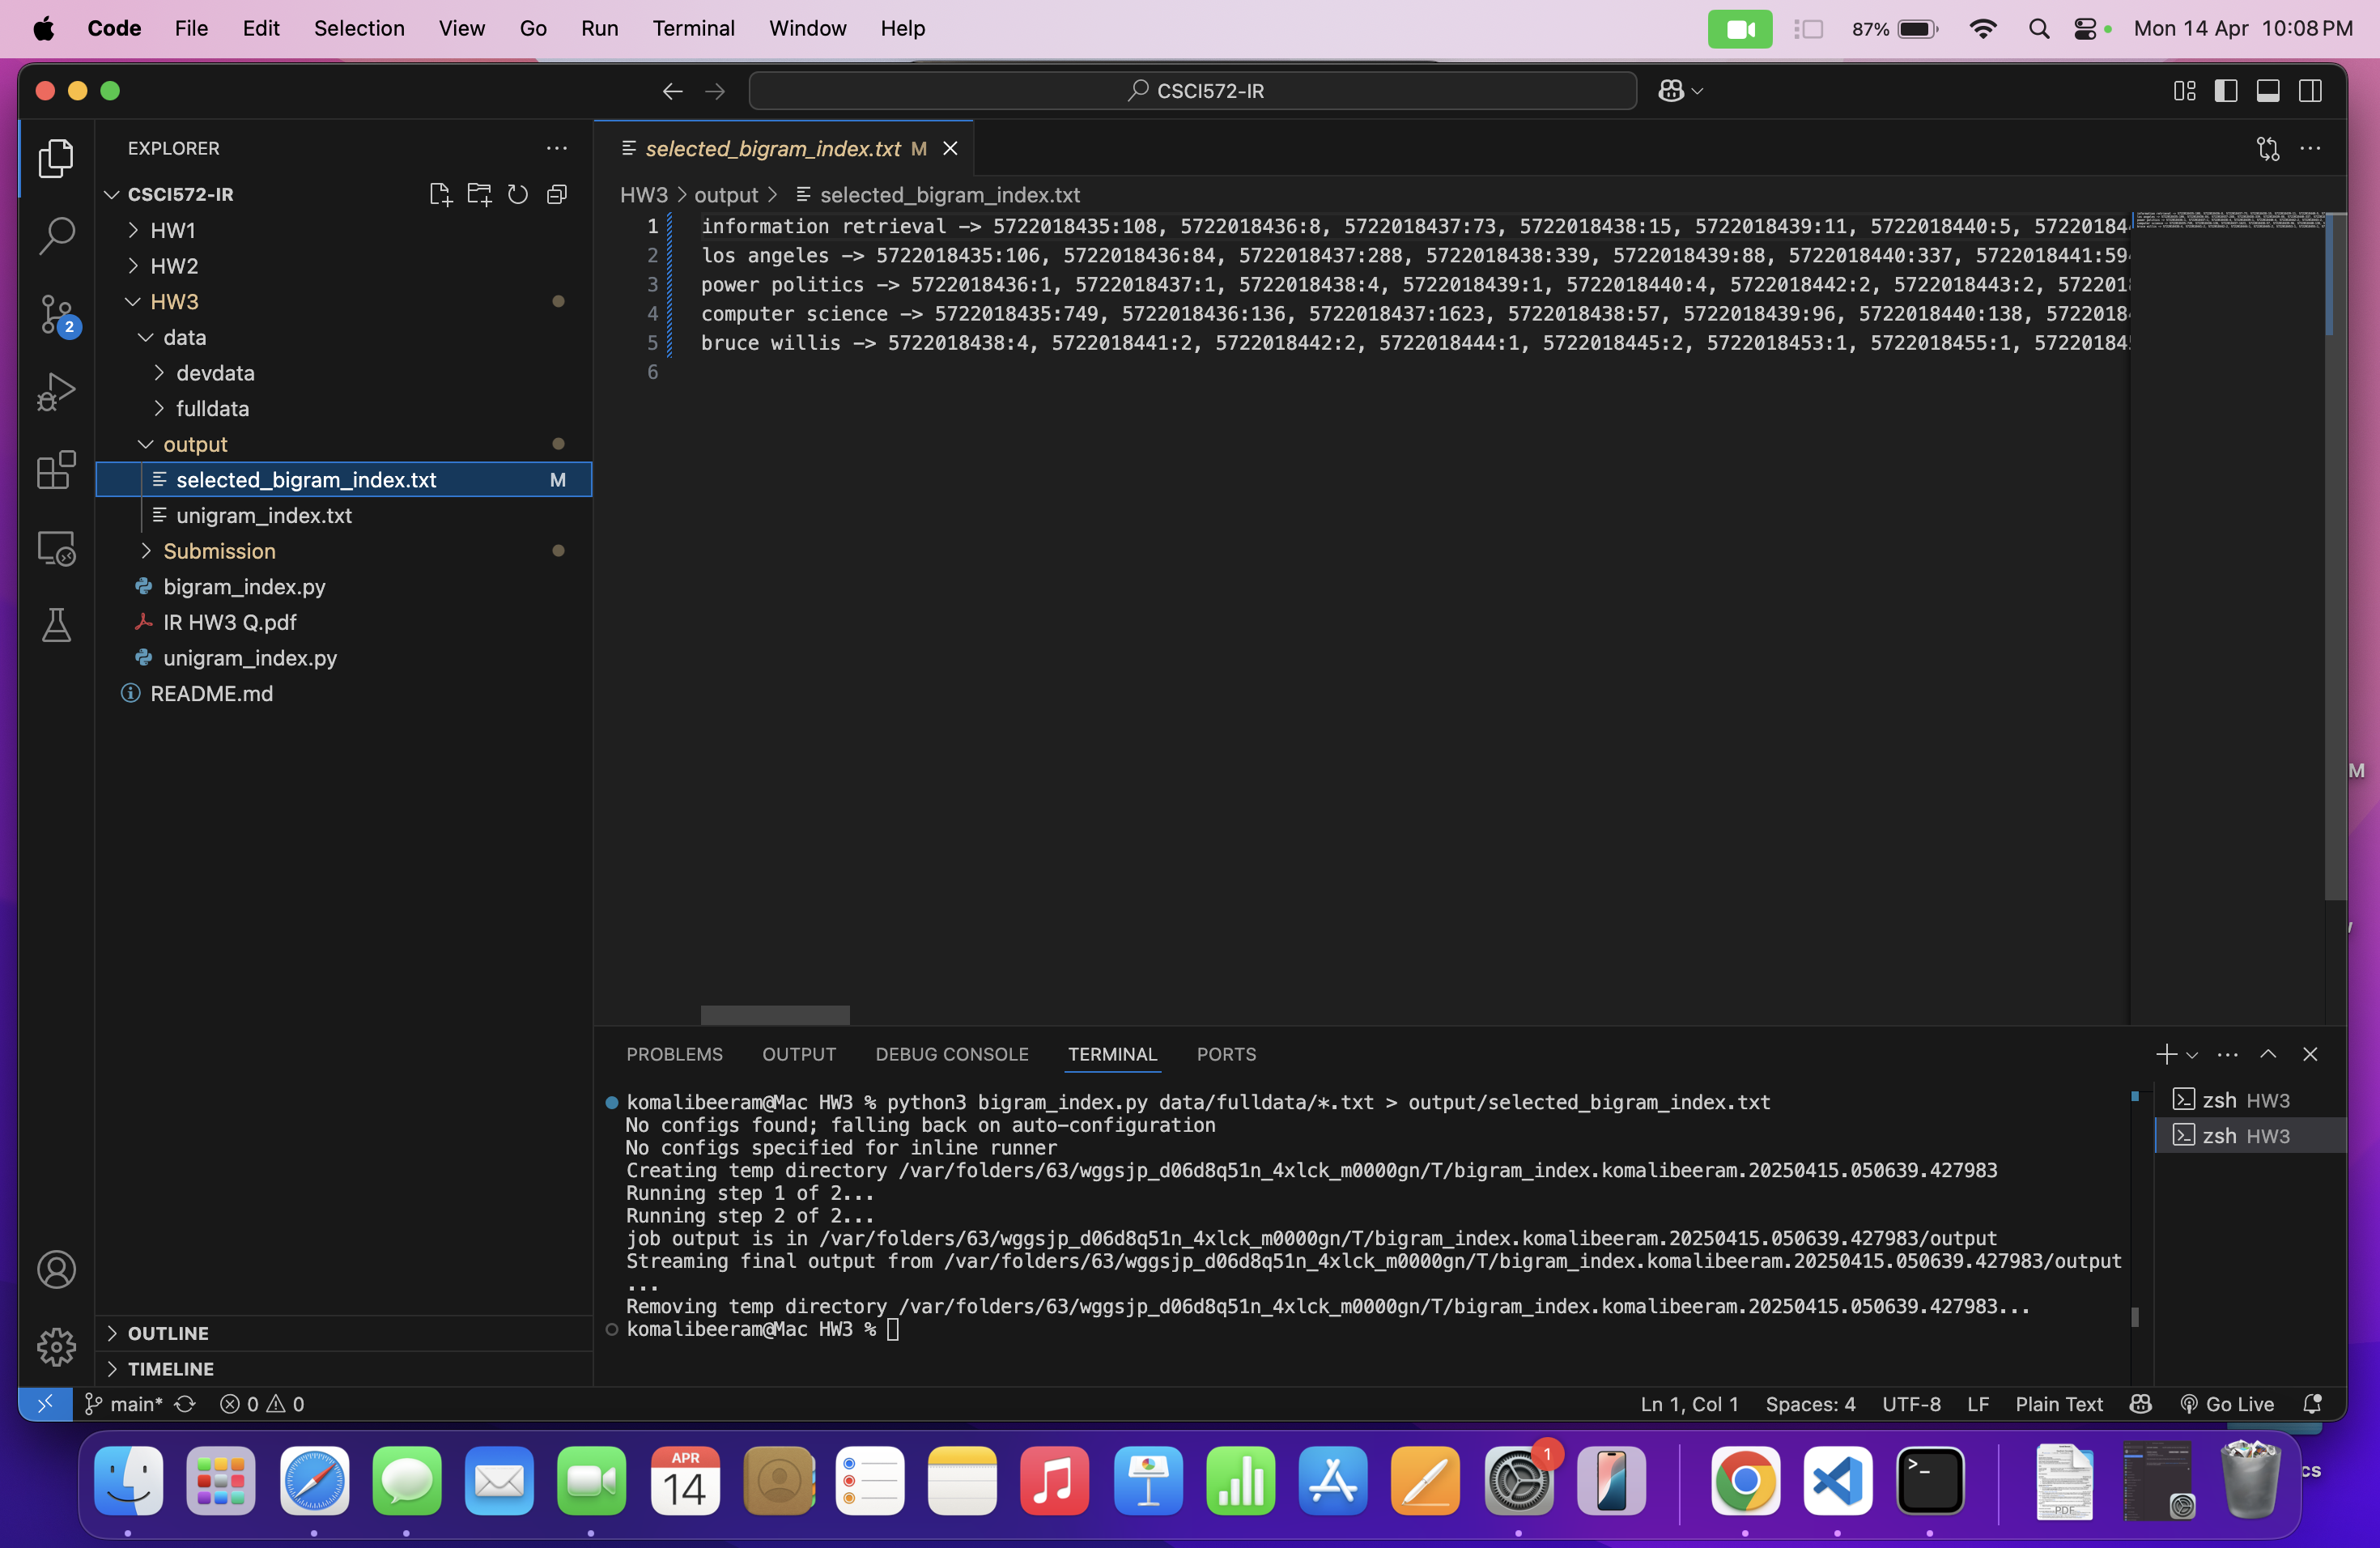 Code File Edit Selection View Go Run Terminal Window Help 87% Mon 14 Apr 10:08 PM
CSCI572-IR
EXPLORER
CSCI572-IR
HW1
HW2
HW3
data
devdata
fulldata
output
selected_bigram_index.txt M
unigram_index.txt
Submission
bigram_index.py
IR HW3 Q.pdf
unigram_index.py
README.md
OUTLINE
TIMELINE
2
selected_bigram_index.txt M
HW3 > output > selected_bigram_index.txt
1 information retrieval -> 5722018435:108, 5722018436:8, 5722018437:73, 5722018438:15, 5722018439:11, 5722018440:5, 57220184
2 los angeles -> 5722018435:106, 5722018436:84, 5722018437:288, 5722018438:339, 5722018439:88, 5722018440:337, 5722018441:59
3 power politics -> 5722018436:1, 5722018437:1, 5722018438:4, 5722018439:1, 5722018440:4, 5722018442:2, 5722018443:2, 572201
4 computer science -> 5722018435:749, 5722018436:136, 5722018437:1623, 5722018438:57, 5722018439:96, 5722018440:138, 5722018
5 bruce willis -> 5722018438:4, 5722018441:2, 5722018442:2, 5722018444:1, 5722018445:2, 5722018453:1, 5722018455:1, 57220184
6
PROBLEMS OUTPUT DEBUG CONSOLE TERMINAL PORTS
komalibeeram@Mac HW3 % python3 bigram_index.py data/fulldata/*.txt > output/selected_bigram_index.txt
No configs found; falling back on auto-configuration
No configs specified for inline runner
Creating temp directory /var/folders/63/wggsjp_d06d8q51n_4xlck_m0000gn/T/bigram_index.komalibeeram.20250415.050639.427983
Running step 1 of 2...
Running step 2 of 2...
job output is in /var/folders/63/wggsjp_d06d8q51n_4xlck_m0000gn/T/bigram_index.komalibeeram.20250415.050639.427983/output
Streaming final output from /var/folders/63/wggsjp_d06d8q51n_4xlck_m0000gn/T/bigram_index.komalibeeram.20250415.050639.427983/output
...
Removing temp directory /var/folders/63/wggsjp_d06d8q51n_4xlck_m0000gn/T/bigram_index.komalibeeram.20250415.050639.427983...
komalibeeram@Mac HW3 %
zsh HW3
zsh HW3
main* 0 0 Ln 1, Col 1 Spaces: 4 UTF-8 LF Plain Text Go Live
M
APR
14
1
PDF
cs